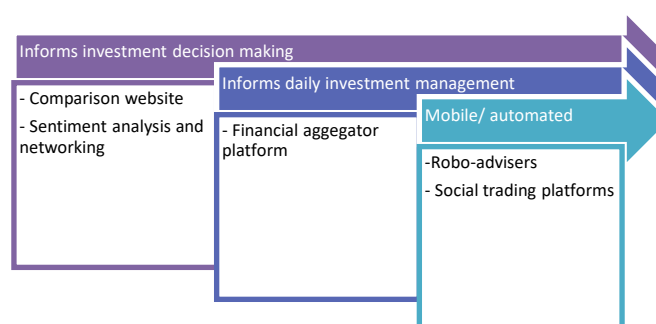 Informs investment decision making
- Comparison website
- Sentiment analysis and
networking
Informs daily investment management
- Financial aggegator
platform
Mobile/ automated
-Robo-advisers
- Social trading platforms